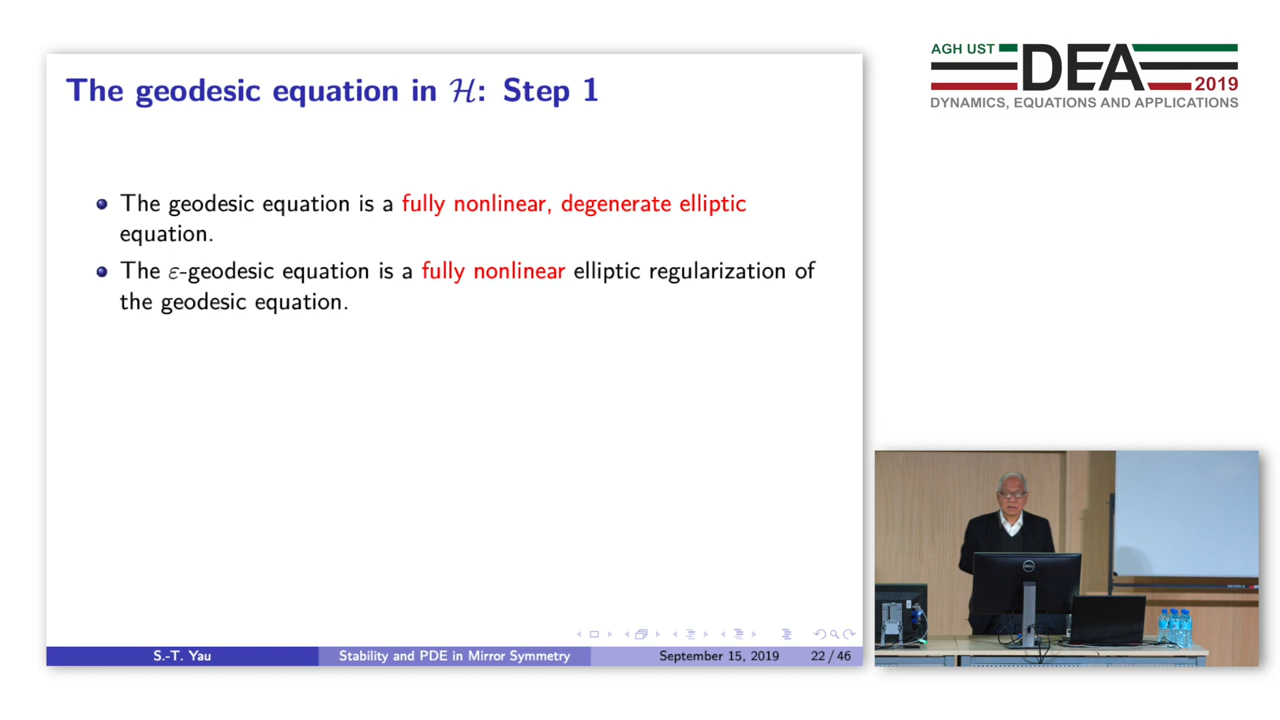 AGH UST
DEA
2019
DYNAMICS, EQUATIONS AND APPLICATIONS
The geodesic equation in ℋ: Step 1
The geodesic equation is a fully nonlinear, degenerate elliptic
equation.
The ε-geodesic equation is a fully nonlinear elliptic regularization of
the geodesic equation.
S.-T. Yau
Stability and PDE in Mirror Symmetry
September 15, 2019
22 / 46
DELL